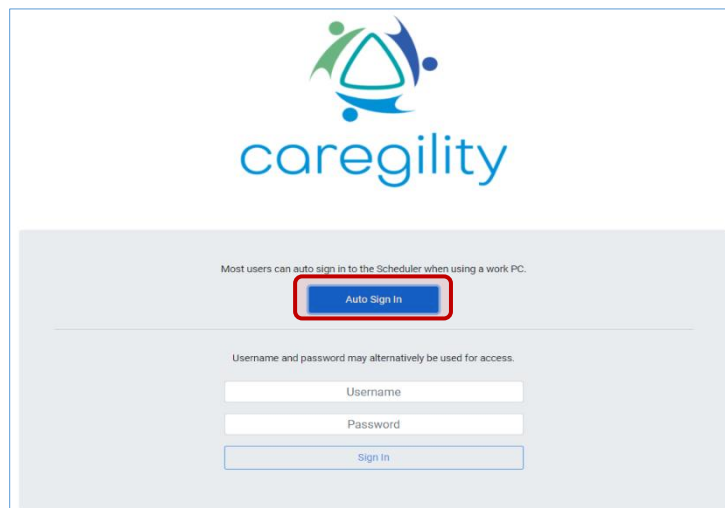 caregility
Most users can auto sign in to the Scheduler when using a work PC.
Auto Sign In
Username and password may alternatively be used for access.
Username
Password
Sign In